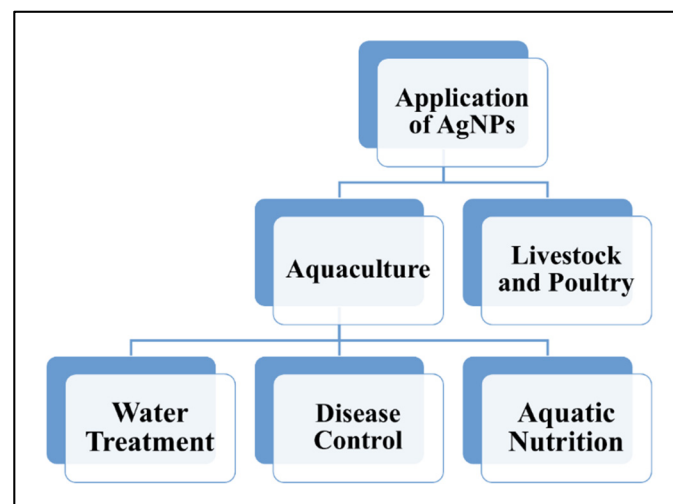 Application
of AgNPs
Aquaculture
Livestock
and Poultry
Water
Treatment
Disease
Control
Aquatic
Nutrition